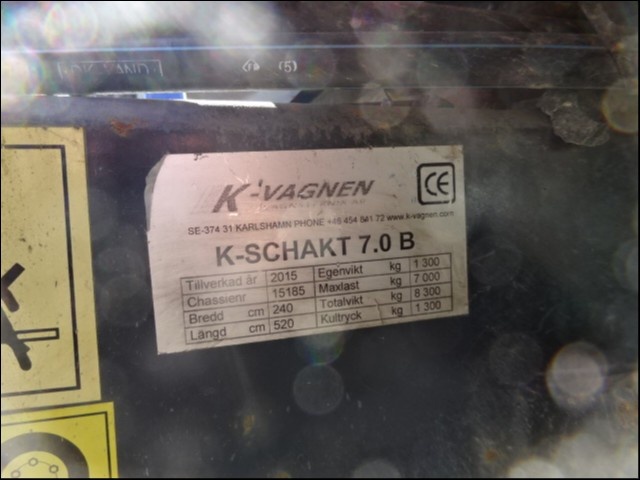 K-VAGNEN
SE-374 31 KARLSHAMN PHONE +46 454 841 72 www.k-vagnen.com
CE
K-SCHAKT 7.0 B
Tillverkad år 2015 Egenvikt kg 1 300
Chassienr 15185 Maxlast kg 7 000
Bredd cm 240 Totalvikt kg 8 300
Längd cm 520 Kultryck kg 1 300